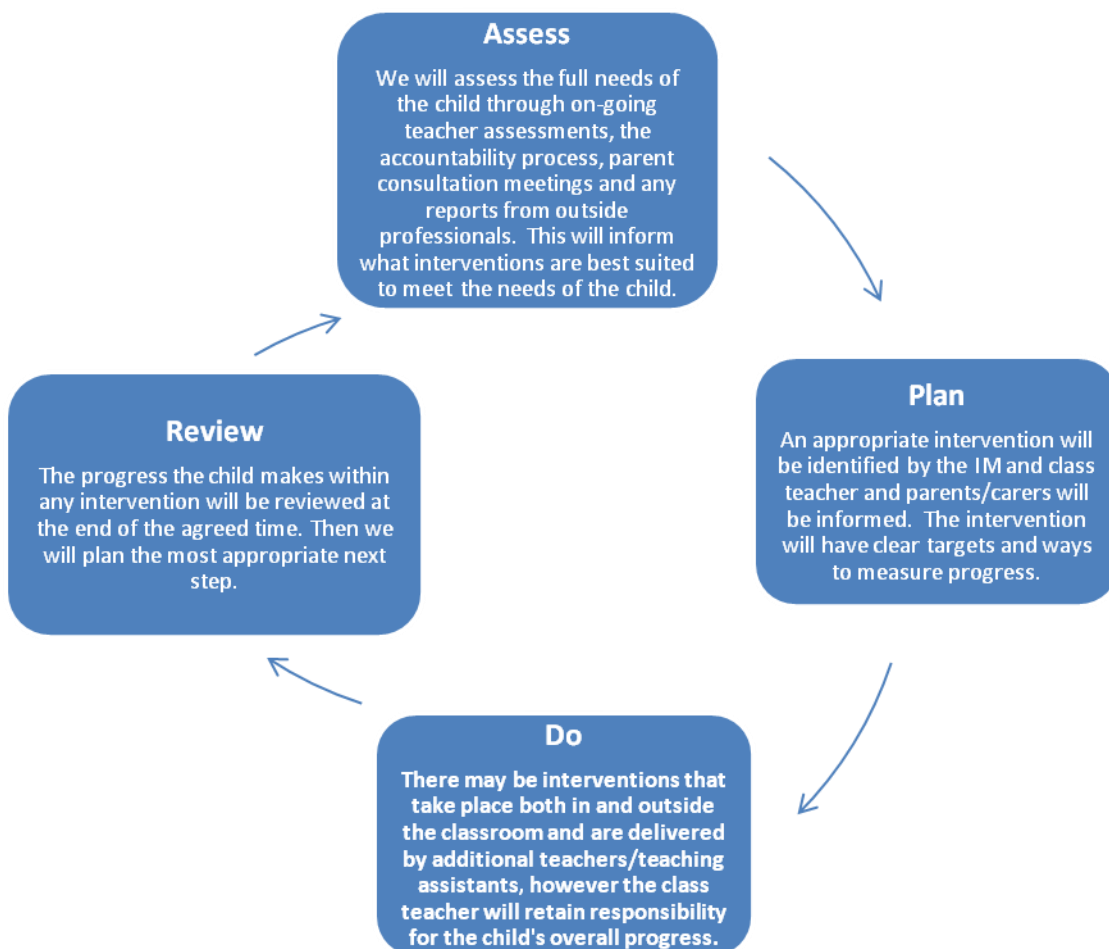 Assess
We will assess the full needs of
the child through on-going
teacher assessments, the
accountability process, parent
consultation meetings and any
reports from outside
professionals.  This will inform
what interventions are best suited
to meet the needs of the child.
Plan
An appropriate intervention will
be identified by the IM and class
teacher and parents/carers will
be informed.  The intervention
will have clear targets and ways
to measure progress.
Do
There may be interventions that
take place both in and outside
the classroom and are delivered
by additional teachers/teaching
assistants, however the class
teacher will retain responsibility
for the child's overall progress.
Review
The progress the child makes within
any intervention will be reviewed at
the end of the agreed time. Then we
will plan the most appropriate next
step.